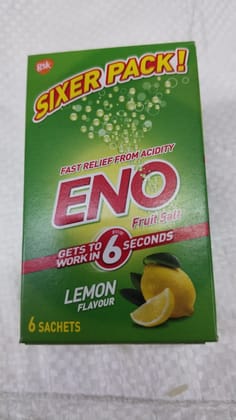 gsk
SIXER PACK!
FAST RELIEF FROM ACIDITY
ENO
Fruit Salt
GETS TO WORK IN 6 SECONDS
LEMON
FLAVOUR
6 SACHETS